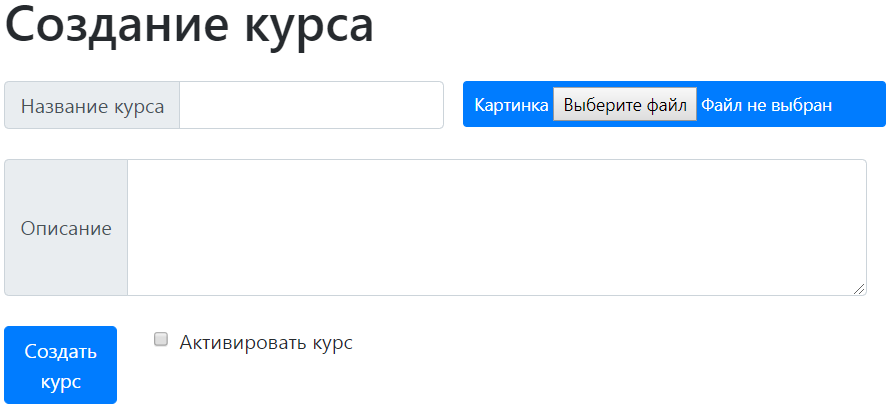 Создание курса
Название курса
Картинка Выберите файл Файл не выбран
Описание
Создать
курс
Активировать курс